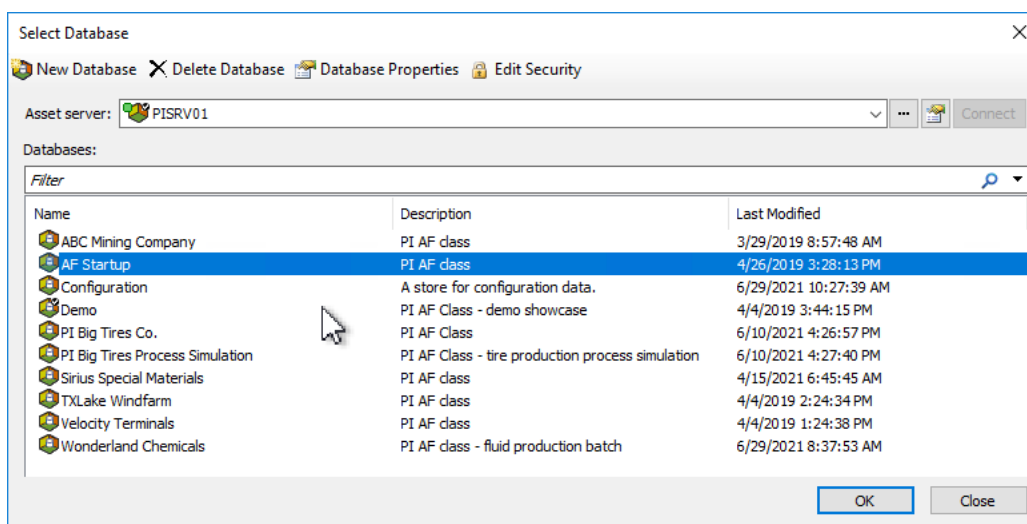 Select Database
New Database Delete Database Database Properties Edit Security
Asset server: PISRV01 ... Connect
Databases:
Filter
Name Description Last Modified
ABC Mining Company PI AF class 3/29/2019 8:57:48 AM
AF Startup PI AF class 4/26/2019 3:28:13 PM
Configuration A store for configuration data. 6/29/2021 10:27:39 AM
Demo PI AF Class - demo showcase 4/4/2019 3:44:15 PM
PI Big Tires Co. PI AF Class 6/10/2021 4:26:57 PM
PI Big Tires Process Simulation PI AF Class - tire production process simulation 6/10/2021 4:27:40 PM
Sirius Special Materials PI AF class 4/15/2021 6:45:45 AM
TXLake Windfarm PI AF class 4/4/2019 2:24:34 PM
Velocity Terminals PI AF class 4/4/2019 1:24:38 PM
Wonderland Chemicals PI AF class - fluid production batch 6/29/2021 8:37:53 AM
OK Close